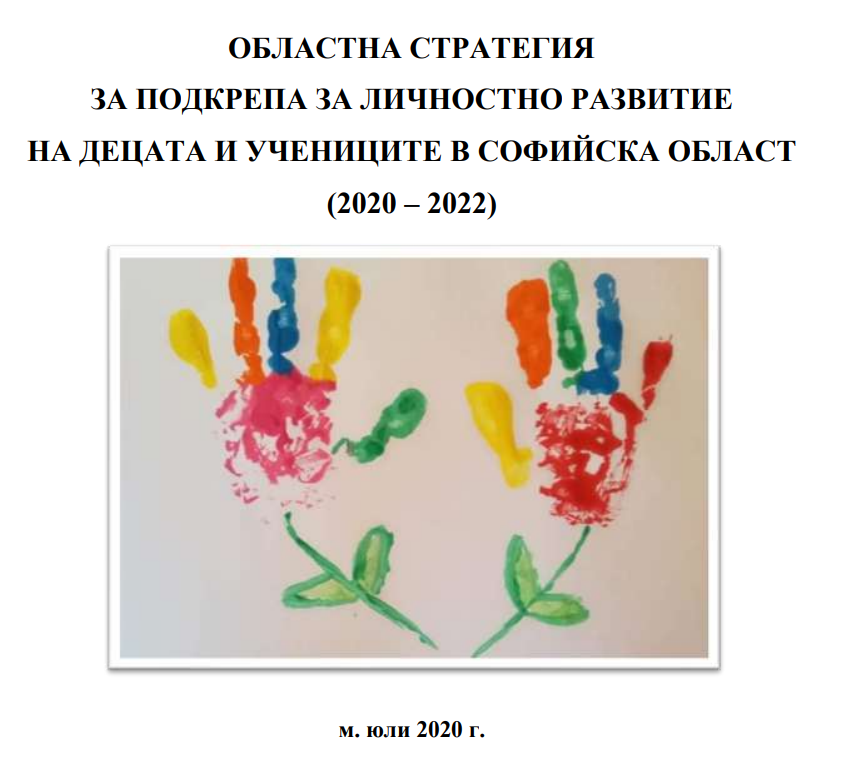 ОБЛАСТНА СТРАТЕГИЯ
ЗА ПОДКРЕПА ЗА ЛИЧНОСТНО РАЗВИТИЕ
НА ДЕЦАТА И УЧЕНИЦИТЕ В СОФИЙСКА ОБЛАСТ
(2020 – 2022)
м. юли 2020 г.